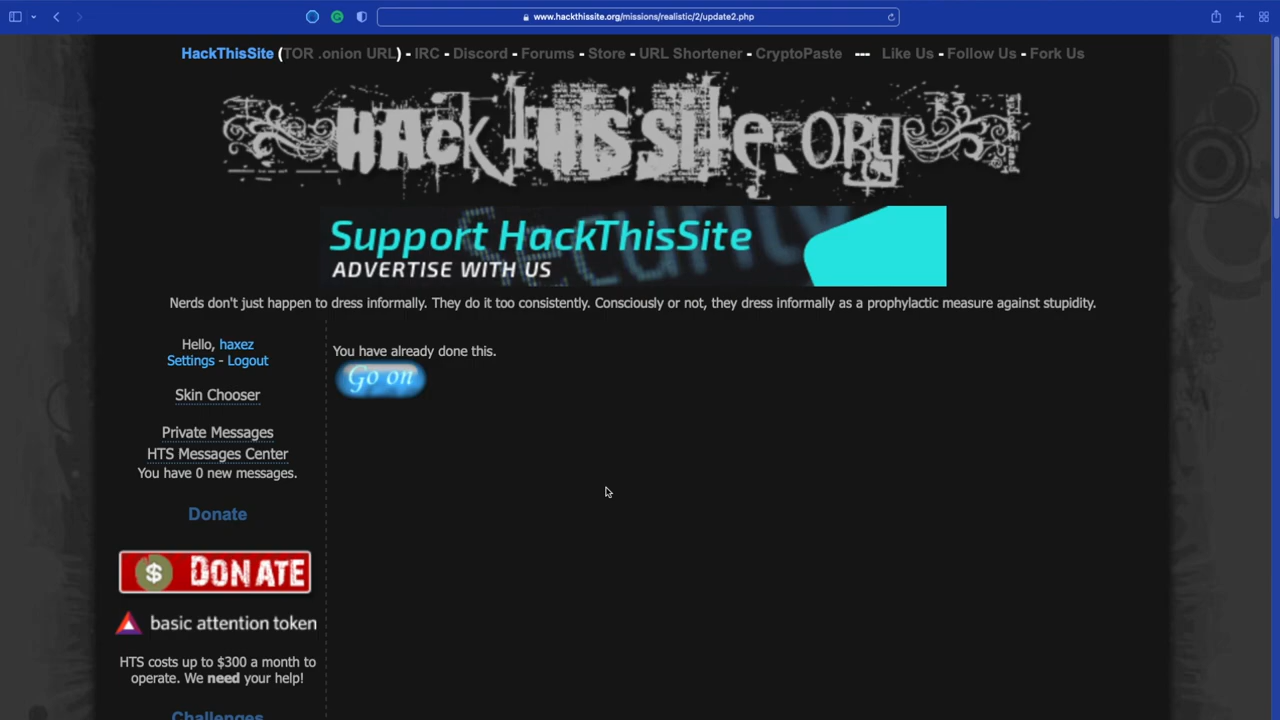 www.hackthissite.org/missions/realistic/2/update2.php
HackThisSite (TOR .onion URL) - IRC - Discord - Forums - Store - URL Shortener - CryptoPaste --- Like Us - Follow Us - Fork Us
HAck thIS SIte.ORg
Support HackThisSite
ADVERTISE WITH US
Nerds don't just happen to dress informally. They do it too consistently. Consciously or not, they dress informally as a prophylactic measure against stupidity.
Hello, haxez
Settings - Logout
Skin Chooser
Private Messages
HTS Messages Center
You have 0 new messages.
Donate
$ DONATE
basic attention token
HTS costs up to $300 a month to
operate. We need your help!
Challenges
You have already done this.
Go on